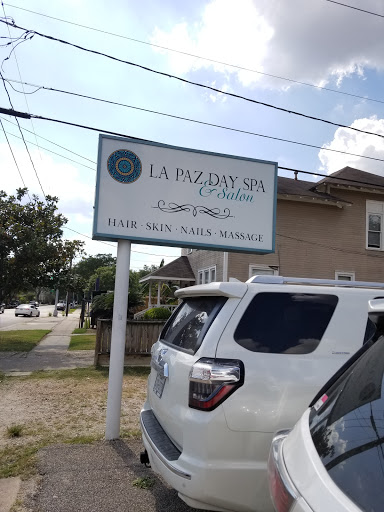 LA PAZ DAY SPA
& Salon
HAIR · SKIN · NAILS · MASSAGE